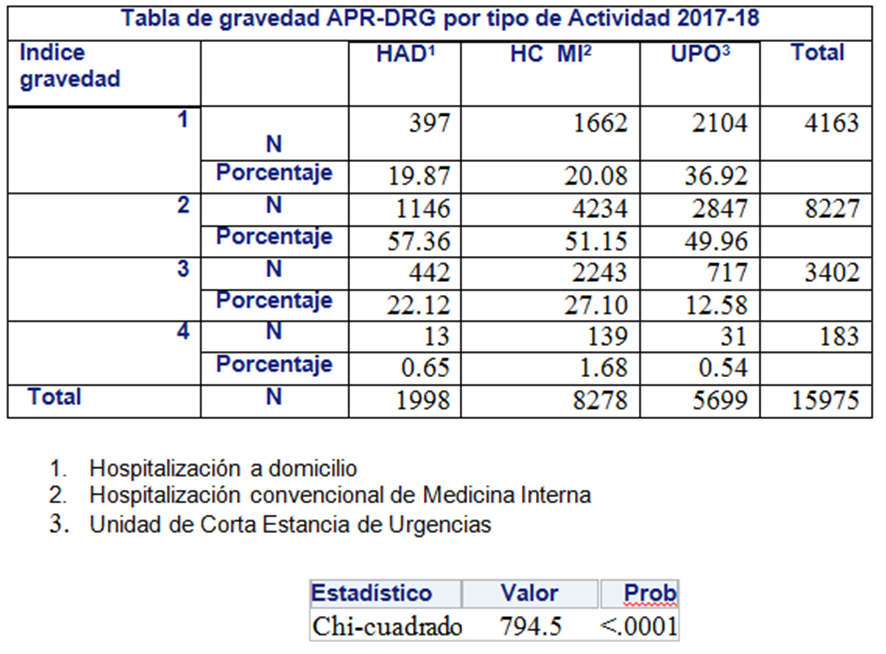 Tabla de gravedad APR-DRG por tipo de Actividad 2017-18
Indice gravedad HAD¹ HC MI² UPO³ Total
1 N 397 1662 2104 4163
Porcentaje 19.87 20.08 36.92
2 N 1146 4234 2847 8227
Porcentaje 57.36 51.15 49.96
3 N 442 2243 717 3402
Porcentaje 22.12 27.10 12.58
4 N 13 139 31 183
Porcentaje 0.65 1.68 0.54
Total N 1998 8278 5699 15975
1. Hospitalización a domicilio
2. Hospitalización convencional de Medicina Interna
3. Unidad de Corta Estancia de Urgencias
Estadístico Valor Prob
Chi-cuadrado 794.5 <.0001